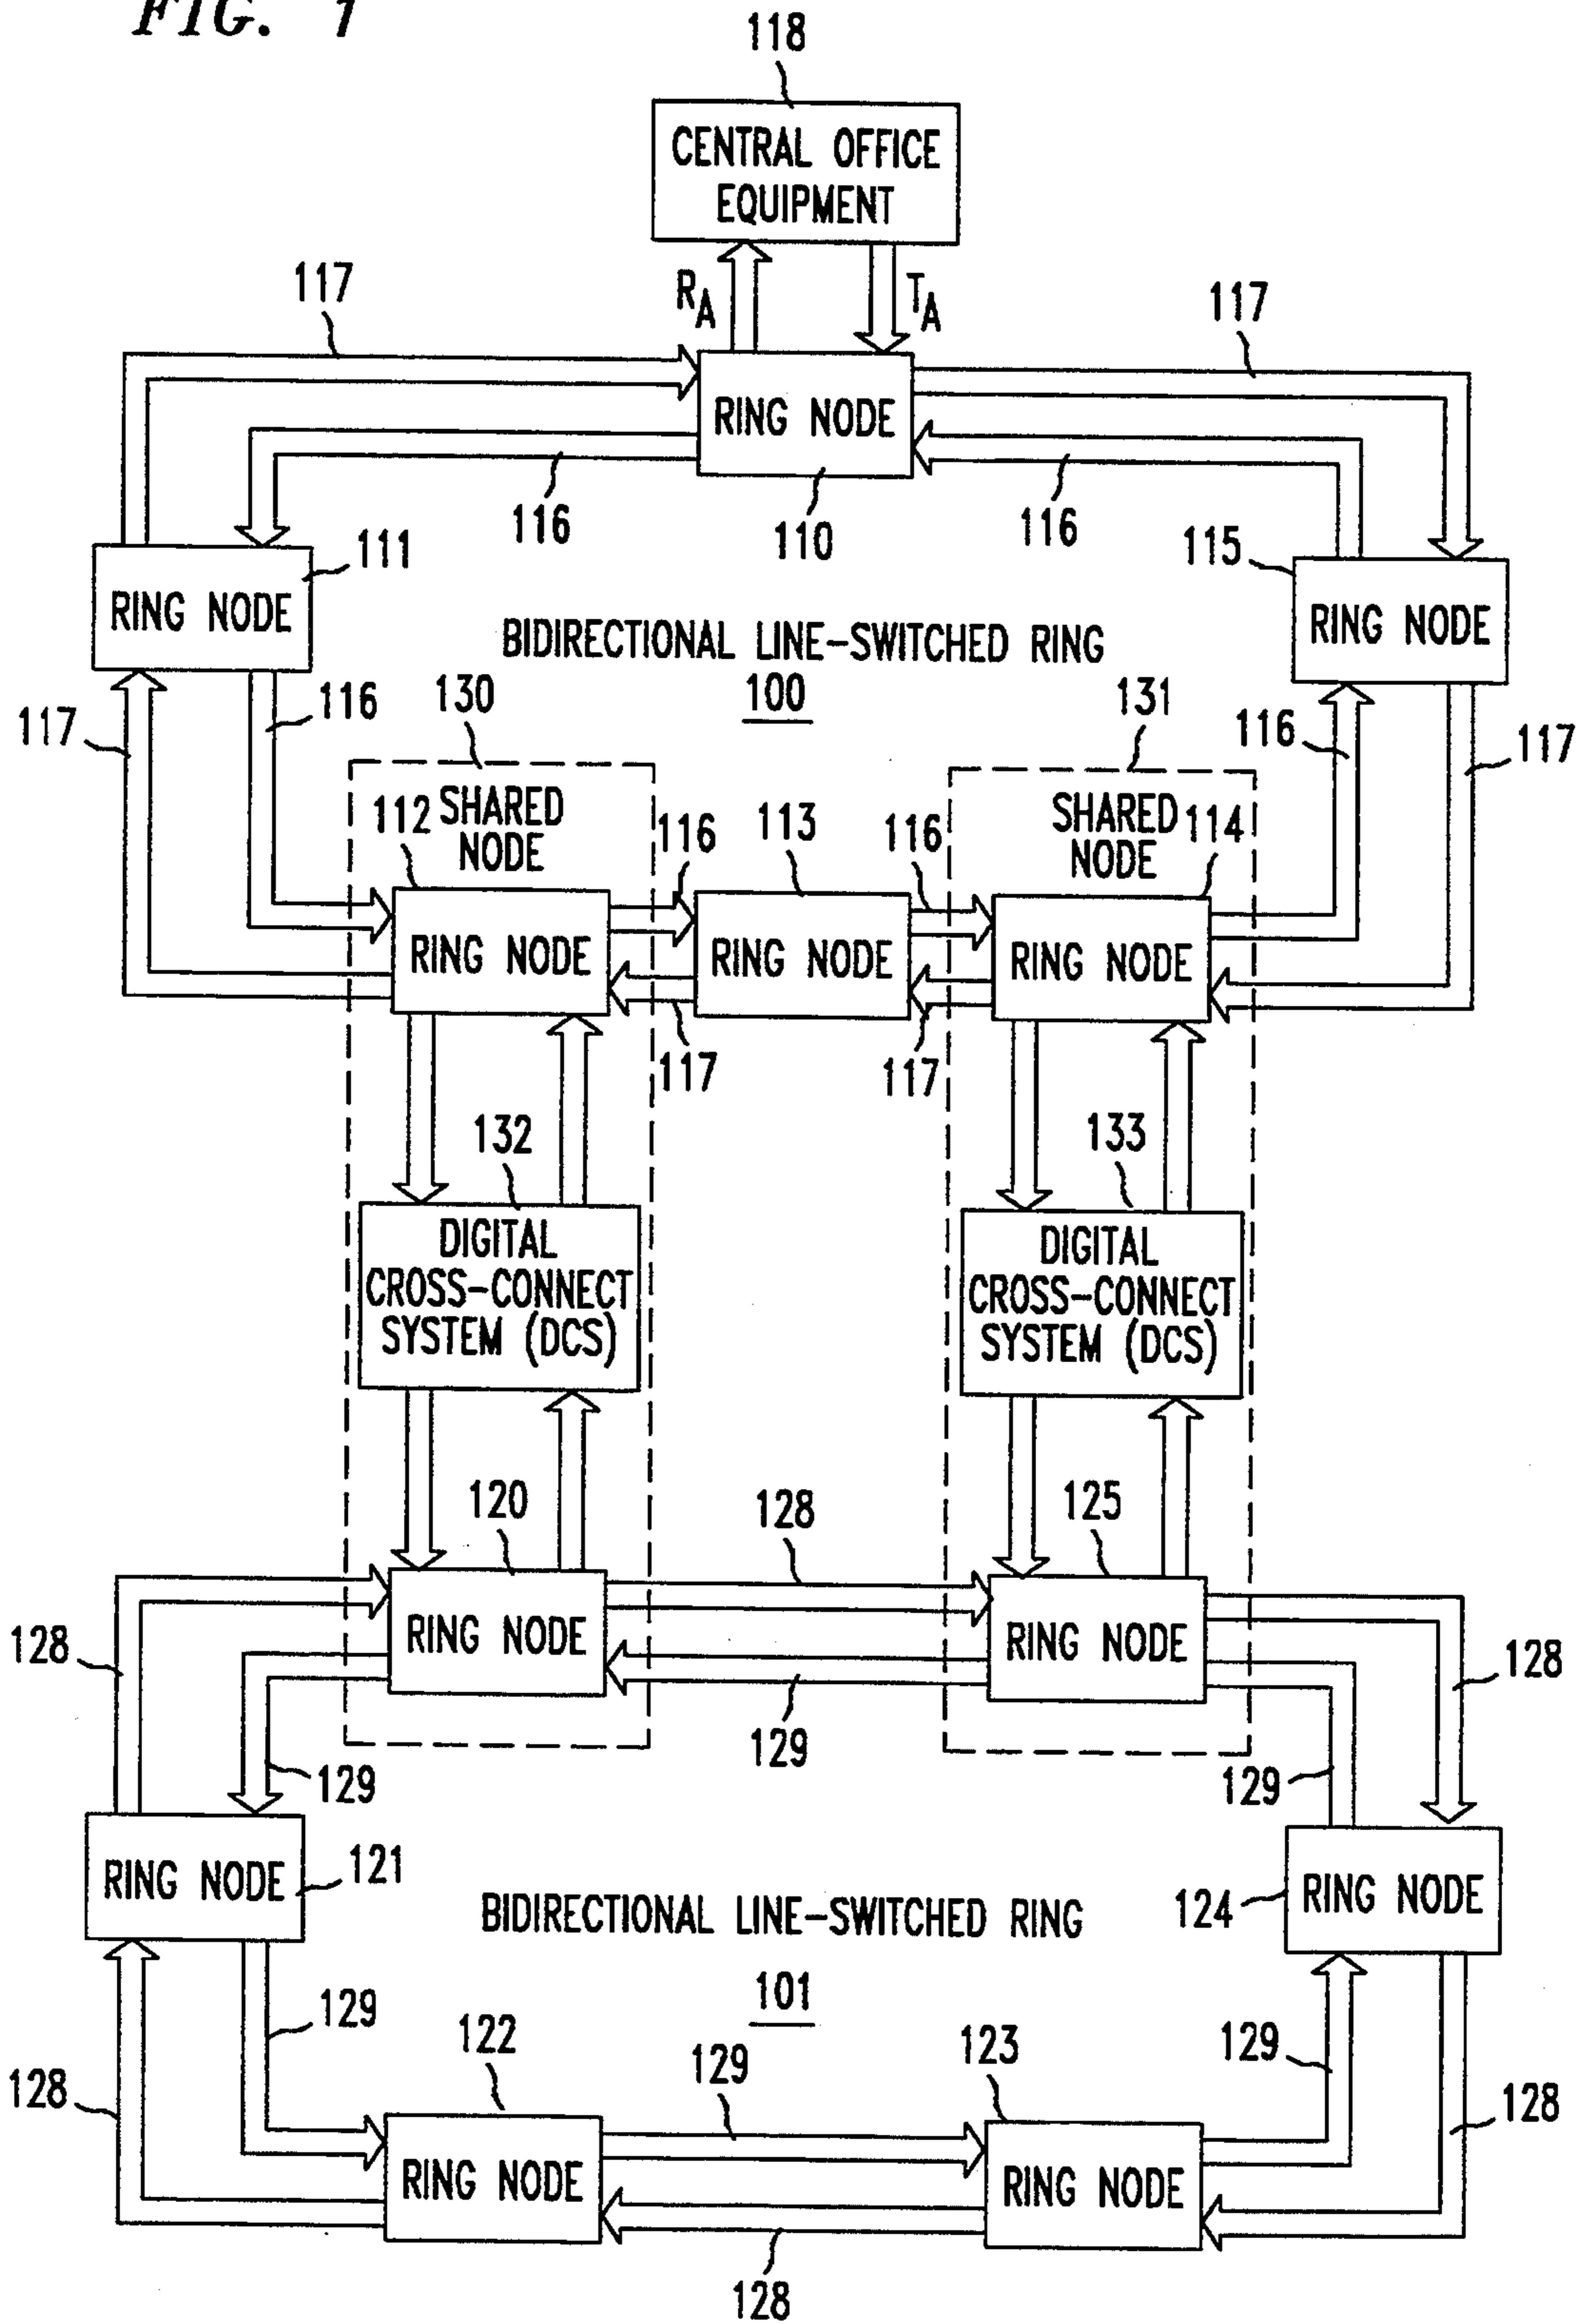 FIG. 1
118
CENTRAL OFFICE
EQUIPMENT
RA
TA
117
117
RING NODE
116
110
116
111
115
RING NODE
RING NODE
BIDIRECTIONAL LINE-SWITCHED RING
100
117
116
130
131
116
117
SHARED
NODE
112
116
113
116
SHARED
NODE
114
RING NODE
RING NODE
RING NODE
117
117
132
133
DIGITAL
CROSS-CONNECT
SYSTEM (DCS)
DIGITAL
CROSS-CONNECT
SYSTEM (DCS)
120
128
125
RING NODE
RING NODE
128
128
129
129
129
RING NODE
121
RING NODE
124
BIDIRECTIONAL LINE-SWITCHED RING
101
129
122
129
123
129
128
128
RING NODE
RING NODE
128